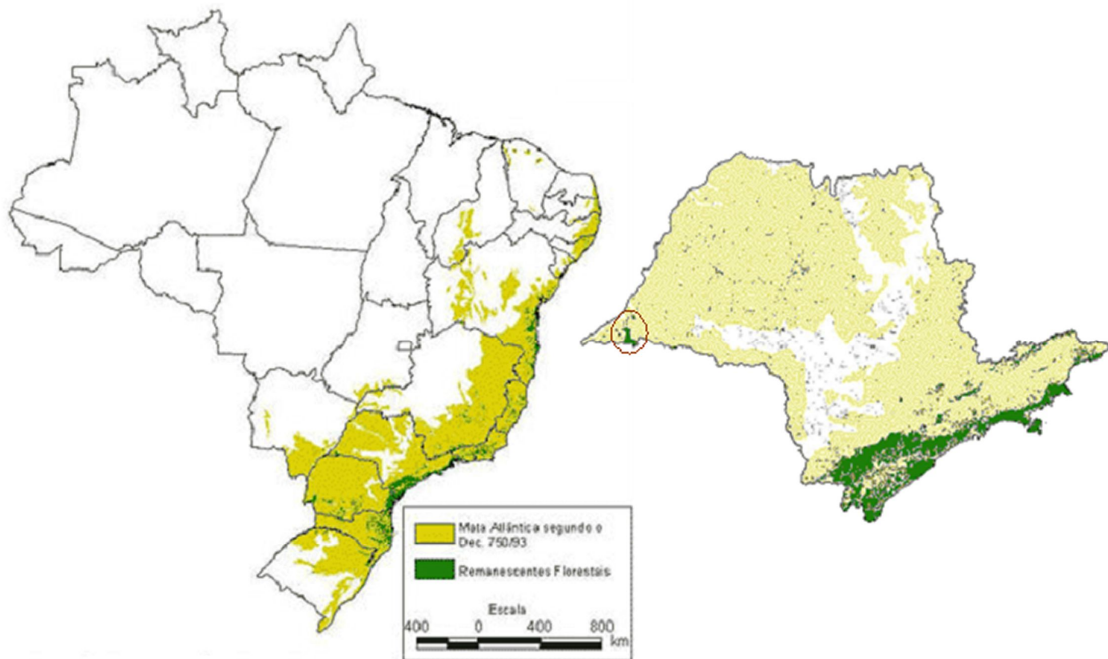 Mata Atlântica segundo o
Dec. 750/93
Remanescentes Florestais
Escala
400 0 400 800
km